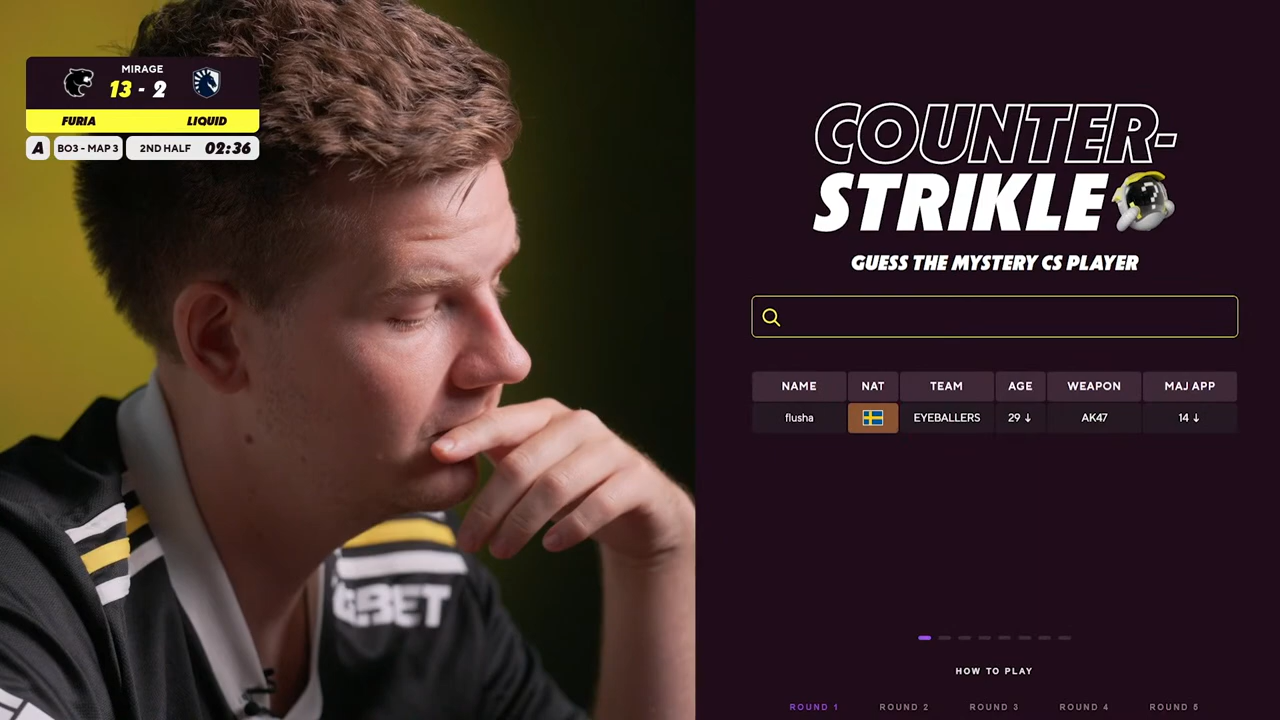 MIRAGE
13 - 2
FURIA LIQUID
A BO3 - MAP 3 2ND HALF 02:36
COUNTER-
STRIKLE
GUESS THE MYSTERY CS PLAYER
NAME NAT TEAM AGE WEAPON MAJ APP
flusha EYEBALLERS 29 ↓ AK47 14 ↓
BET
HOW TO PLAY
ROUND 1 ROUND 2 ROUND 3 ROUND 4 ROUND 5